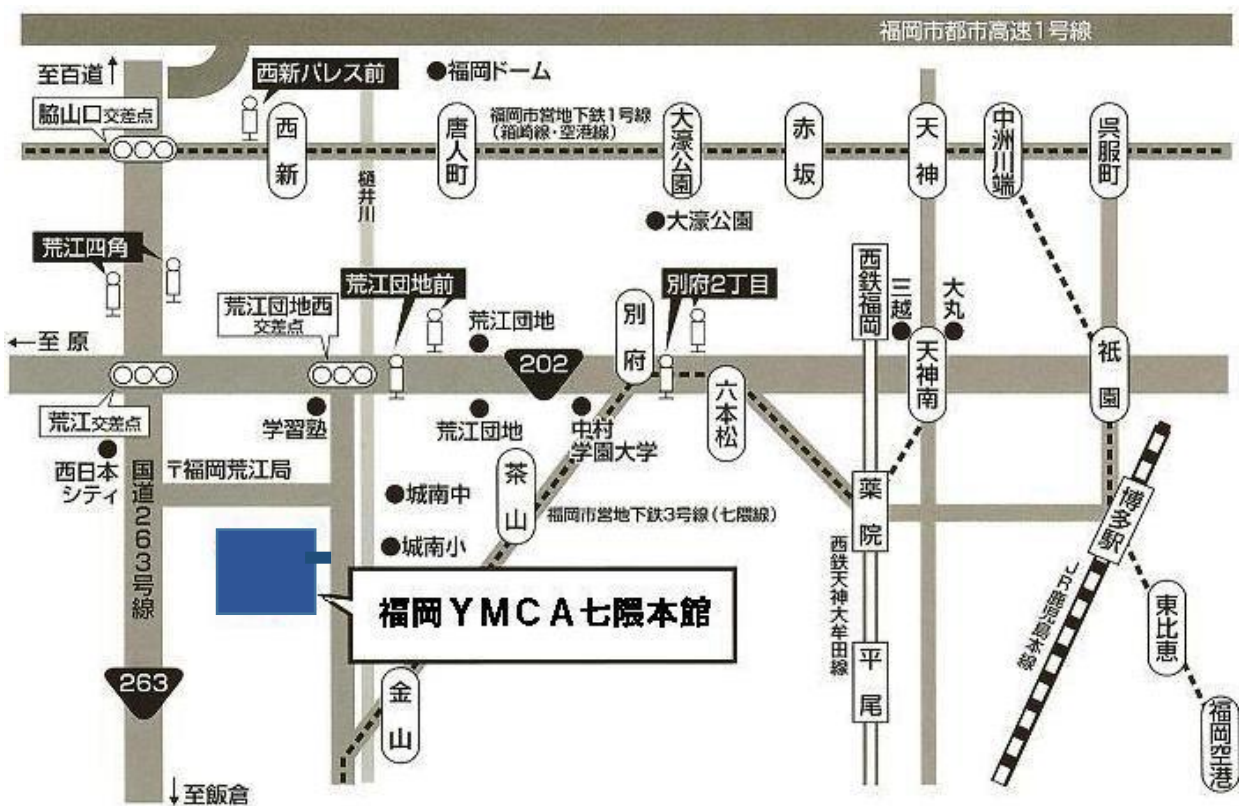 福岡市都市高速1号線
至百道↑
西新パレス前
●福岡ドーム
脇山口交差点
西新
唐人町
福岡市営地下鉄1号線
(箱崎線・空港線)
大濠公園
赤坂
天神
中洲川端
呉服町
樋井川
●大濠公園
荒江四角
荒江団地前
別府2丁目
荒江団地西
交差点
荒江団地
別府
西鉄福岡
三越
大丸
←至 原
202
六本松
天神南
祇園
荒江交差点
学習塾
荒江団地
中村
学園大学
西日本
シティ
国道263号線
〒福岡荒江局
茶山
●城南中
福岡市営地下鉄3号線(七隈線)
●城南小
薬院
博多駅
福岡YMCA七隈本館
西鉄天神大牟田線
JR鹿児島本線
東比恵
263
金山
平尾
福岡空港
↓至飯倉